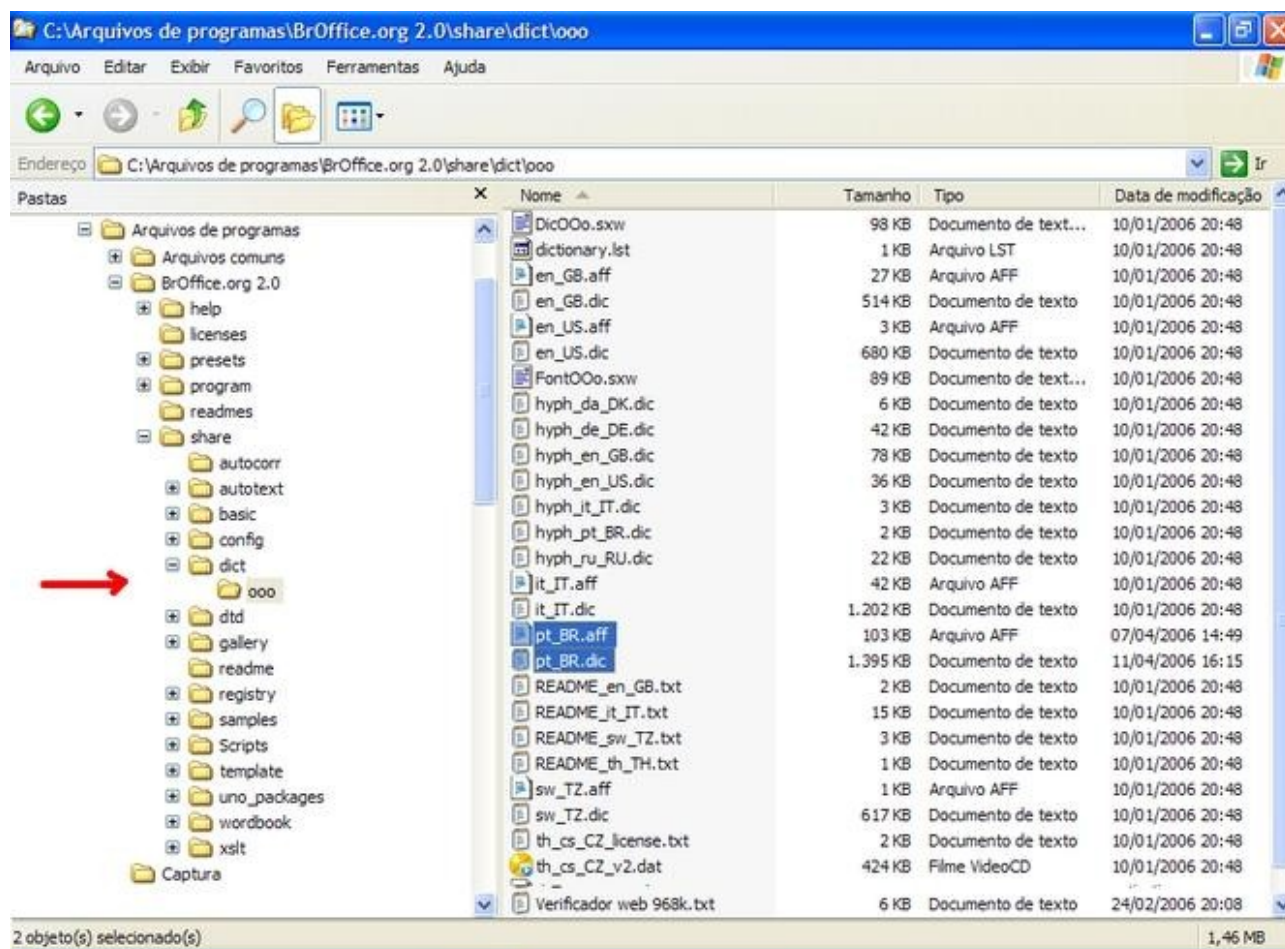 C:\Arquivos de programas\BrOffice.org 2.0\share\dict\ooo
Arquivo Editar Exibir Favoritos Ferramentas Ajuda
Endereço C:\Arquivos de programas\BrOffice.org 2.0\share\dict\ooo Ir
Pastas
Arquivos de programas
Arquivos comuns
BrOffice.org 2.0
help
licenses
presets
program
readmes
share
autocorr
autotext
basic
config
dict
ooo
dtd
gallery
readme
registry
samples
Scripts
template
uno_packages
wordbook
xslt
Captura
Nome Tamanho Tipo Data de modificação
DicOOo.sxw 98 KB Documento de text... 10/01/2006 20:48
dictionary.lst 1 KB Arquivo LST 10/01/2006 20:48
en_GB.aff 27 KB Arquivo AFF 10/01/2006 20:48
en_GB.dic 514 KB Documento de texto 10/01/2006 20:48
en_US.aff 3 KB Arquivo AFF 10/01/2006 20:48
en_US.dic 680 KB Documento de texto 10/01/2006 20:48
FontOOo.sxw 89 KB Documento de text... 10/01/2006 20:48
hyph_da_DK.dic 6 KB Documento de texto 10/01/2006 20:48
hyph_de_DE.dic 42 KB Documento de texto 10/01/2006 20:48
hyph_en_GB.dic 78 KB Documento de texto 10/01/2006 20:48
hyph_en_US.dic 36 KB Documento de texto 10/01/2006 20:48
hyph_it_IT.dic 3 KB Documento de texto 10/01/2006 20:48
hyph_pt_BR.dic 2 KB Documento de texto 10/01/2006 20:48
hyph_ru_RU.dic 22 KB Documento de texto 10/01/2006 20:48
it_IT.aff 42 KB Arquivo AFF 10/01/2006 20:48
it_IT.dic 1.202 KB Documento de texto 10/01/2006 20:48
pt_BR.aff 103 KB Arquivo AFF 07/04/2006 14:49
pt_BR.dic 1.395 KB Documento de texto 11/04/2006 16:15
README_en_GB.txt 2 KB Documento de texto 10/01/2006 20:48
README_it_IT.txt 15 KB Documento de texto 10/01/2006 20:48
README_sw_TZ.txt 3 KB Documento de texto 10/01/2006 20:48
README_th_TH.txt 1 KB Documento de texto 10/01/2006 20:48
sw_TZ.aff 1 KB Arquivo AFF 10/01/2006 20:48
sw_TZ.dic 617 KB Documento de texto 10/01/2006 20:48
th_cs_CZ_license.txt 2 KB Documento de texto 10/01/2006 20:48
th_cs_CZ_v2.dat 424 KB Filme VideoCD 10/01/2006 20:48
Verificador web 968k.txt 6 KB Documento de texto 24/02/2006 20:08
2 objeto(s) selecionado(s) 1,46 MB